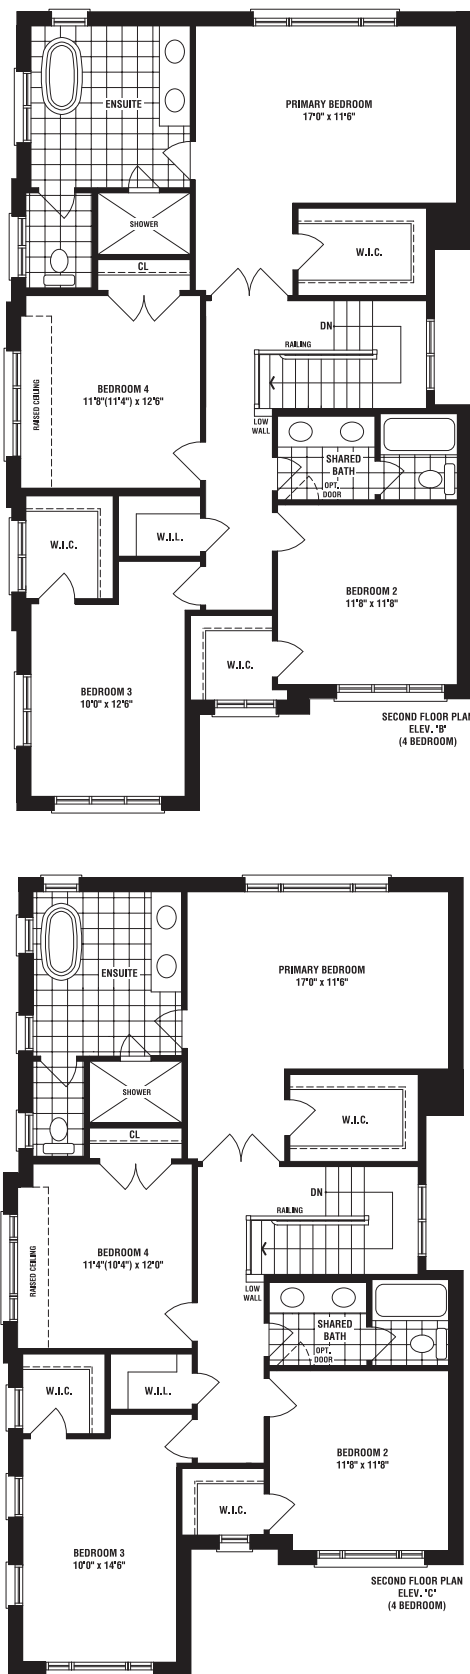 ENSUITE
PRIMARY BEDROOM
17'0" x 11'6"
SHOWER
W.I.C.
CL
DN
RAILING
RAISED CEILING
BEDROOM 4
11'8"(11'4") x 12'6"
LOW
WALL
SHARED
BATH
OPT.
DOOR
W.I.C.
W.I.L.
BEDROOM 2
11'8" x 11'8"
W.I.C.
BEDROOM 3
10'0" x 12'6"
SECOND FLOOR PLAN
ELEV. 'B'
(4 BEDROOM)
ENSUITE
PRIMARY BEDROOM
17'0" x 11'6"
SHOWER
W.I.C.
CL
DN
RAILING
RAISED CEILING
BEDROOM 4
11'4"(10'4") x 12'0"
LOW
WALL
SHARED
BATH
OPT.
DOOR
W.I.C.
W.I.L.
BEDROOM 2
11'8" x 11'8"
W.I.C.
BEDROOM 3
10'0" x 14'6"
SECOND FLOOR PLAN
ELEV. 'C'
(4 BEDROOM)